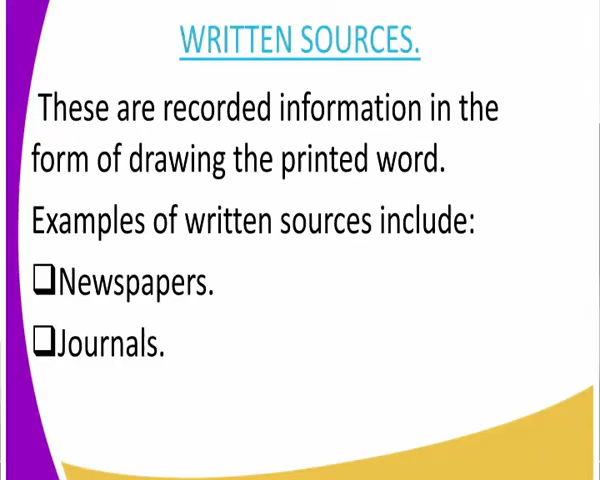 WRITTEN SOURCES.
These are recorded information in the
form of drawing the printed word.
Examples of written sources include:
❑Newspapers.
❑Journals.